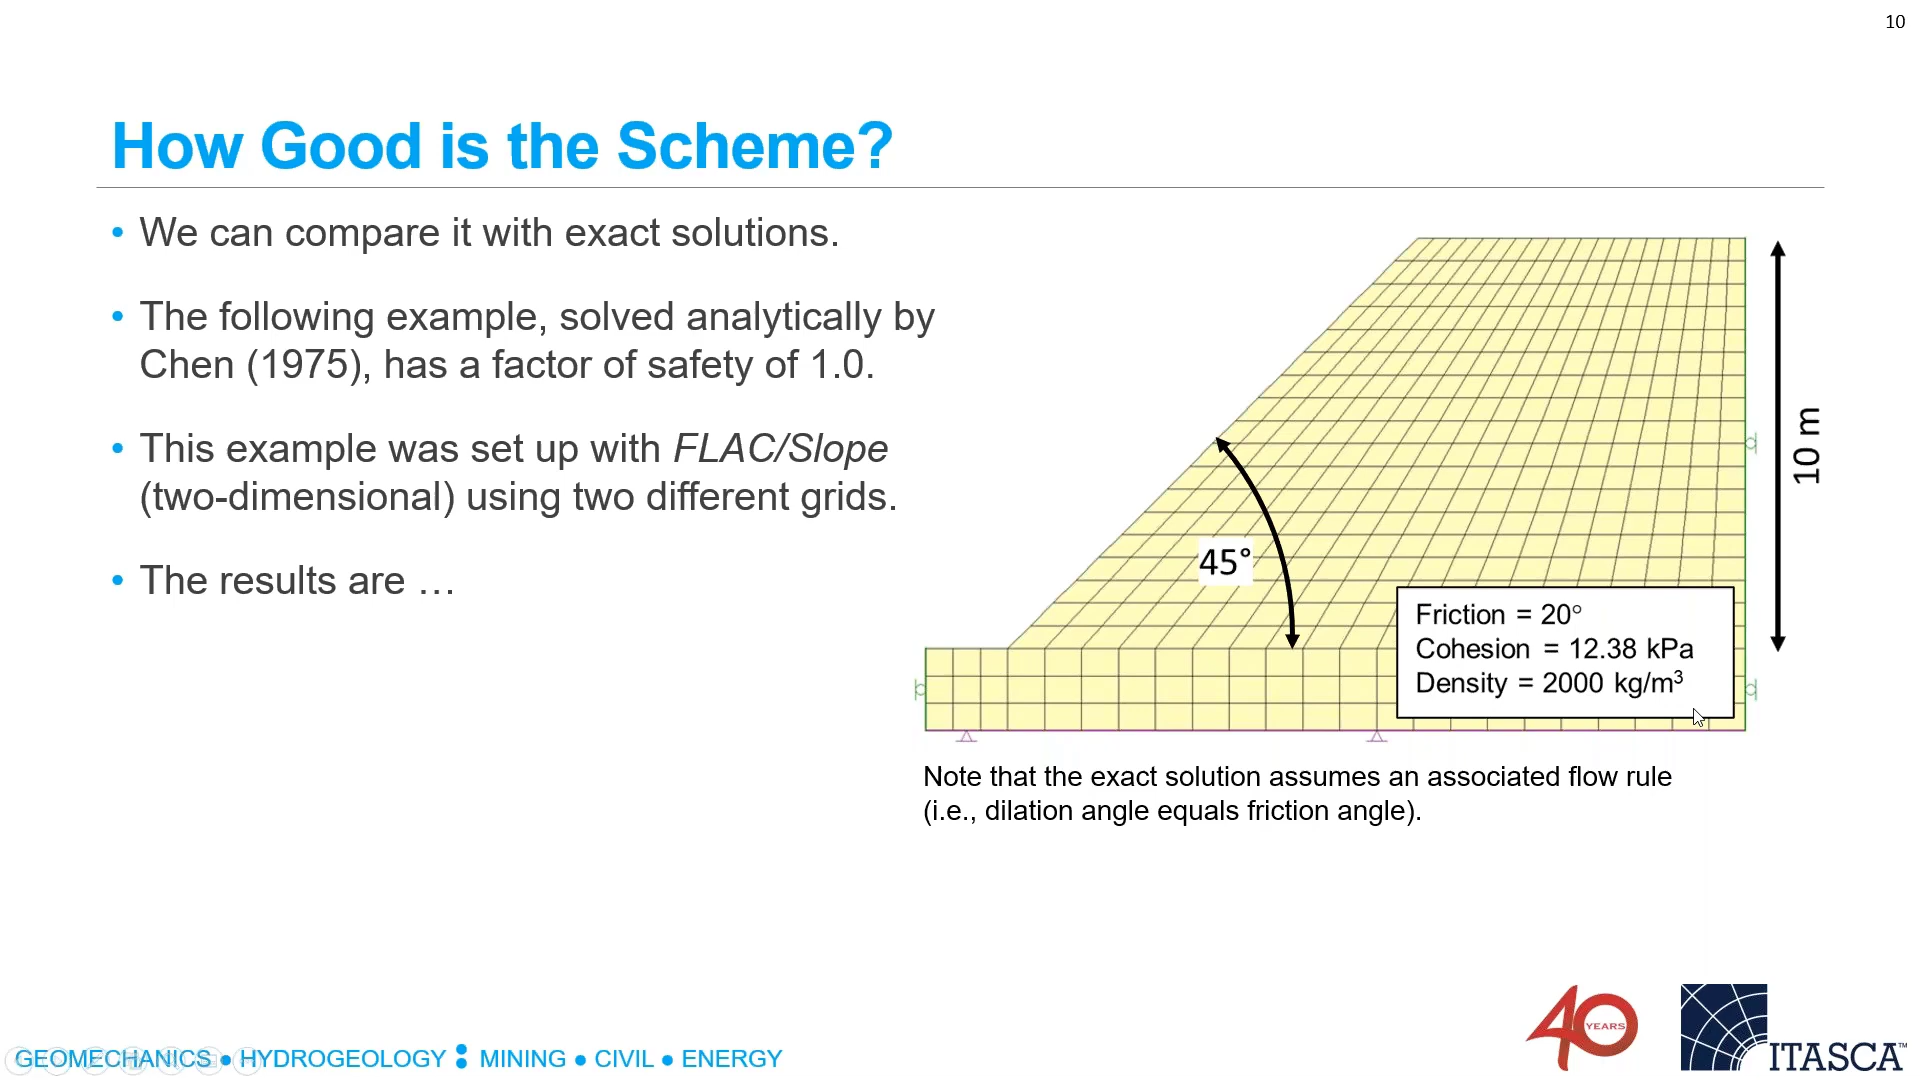 10
How Good is the Scheme?
• We can compare it with exact solutions.
• The following example, solved analytically by
Chen (1975), has a factor of safety of 1.0.
• This example was set up with FLAC/Slope
(two-dimensional) using two different grids.
• The results are …
10 m
45°
Friction = 20°
Cohesion = 12.38 kPa
Density = 2000 kg/m³
Note that the exact solution assumes an associated flow rule
(i.e., dilation angle equals friction angle).
40 YEARS
ITASCA™
GEOMECHANICS ● HYDROGEOLOGY : MINING ● CIVIL ● ENERGY